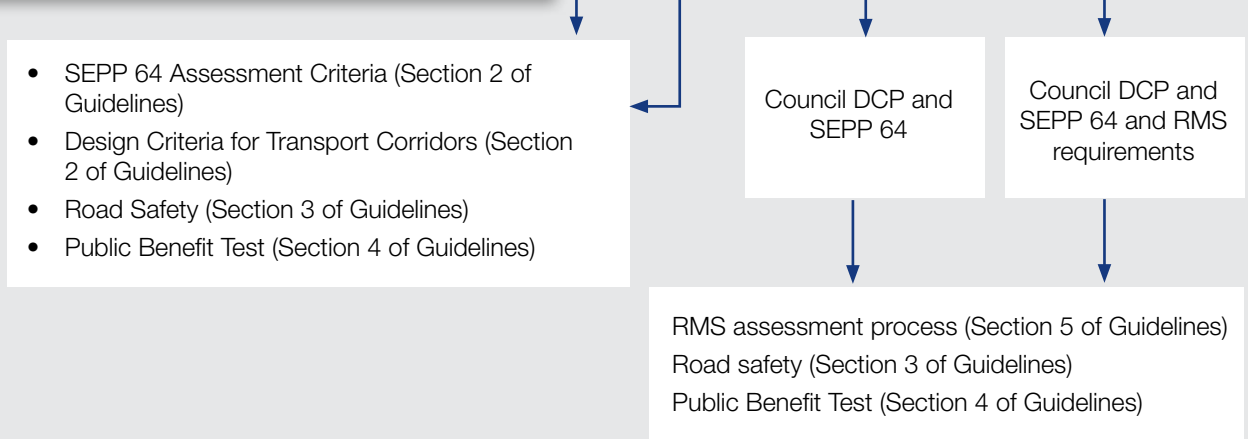 • SEPP 64 Assessment Criteria (Section 2 of
Guidelines)
• Design Criteria for Transport Corridors (Section
2 of Guidelines)
• Road Safety (Section 3 of Guidelines)
• Public Benefit Test (Section 4 of Guidelines)
Council DCP and
SEPP 64
Council DCP and
SEPP 64 and RMS
requirements
RMS assessment process (Section 5 of Guidelines)
Road safety (Section 3 of Guidelines)
Public Benefit Test (Section 4 of Guidelines)